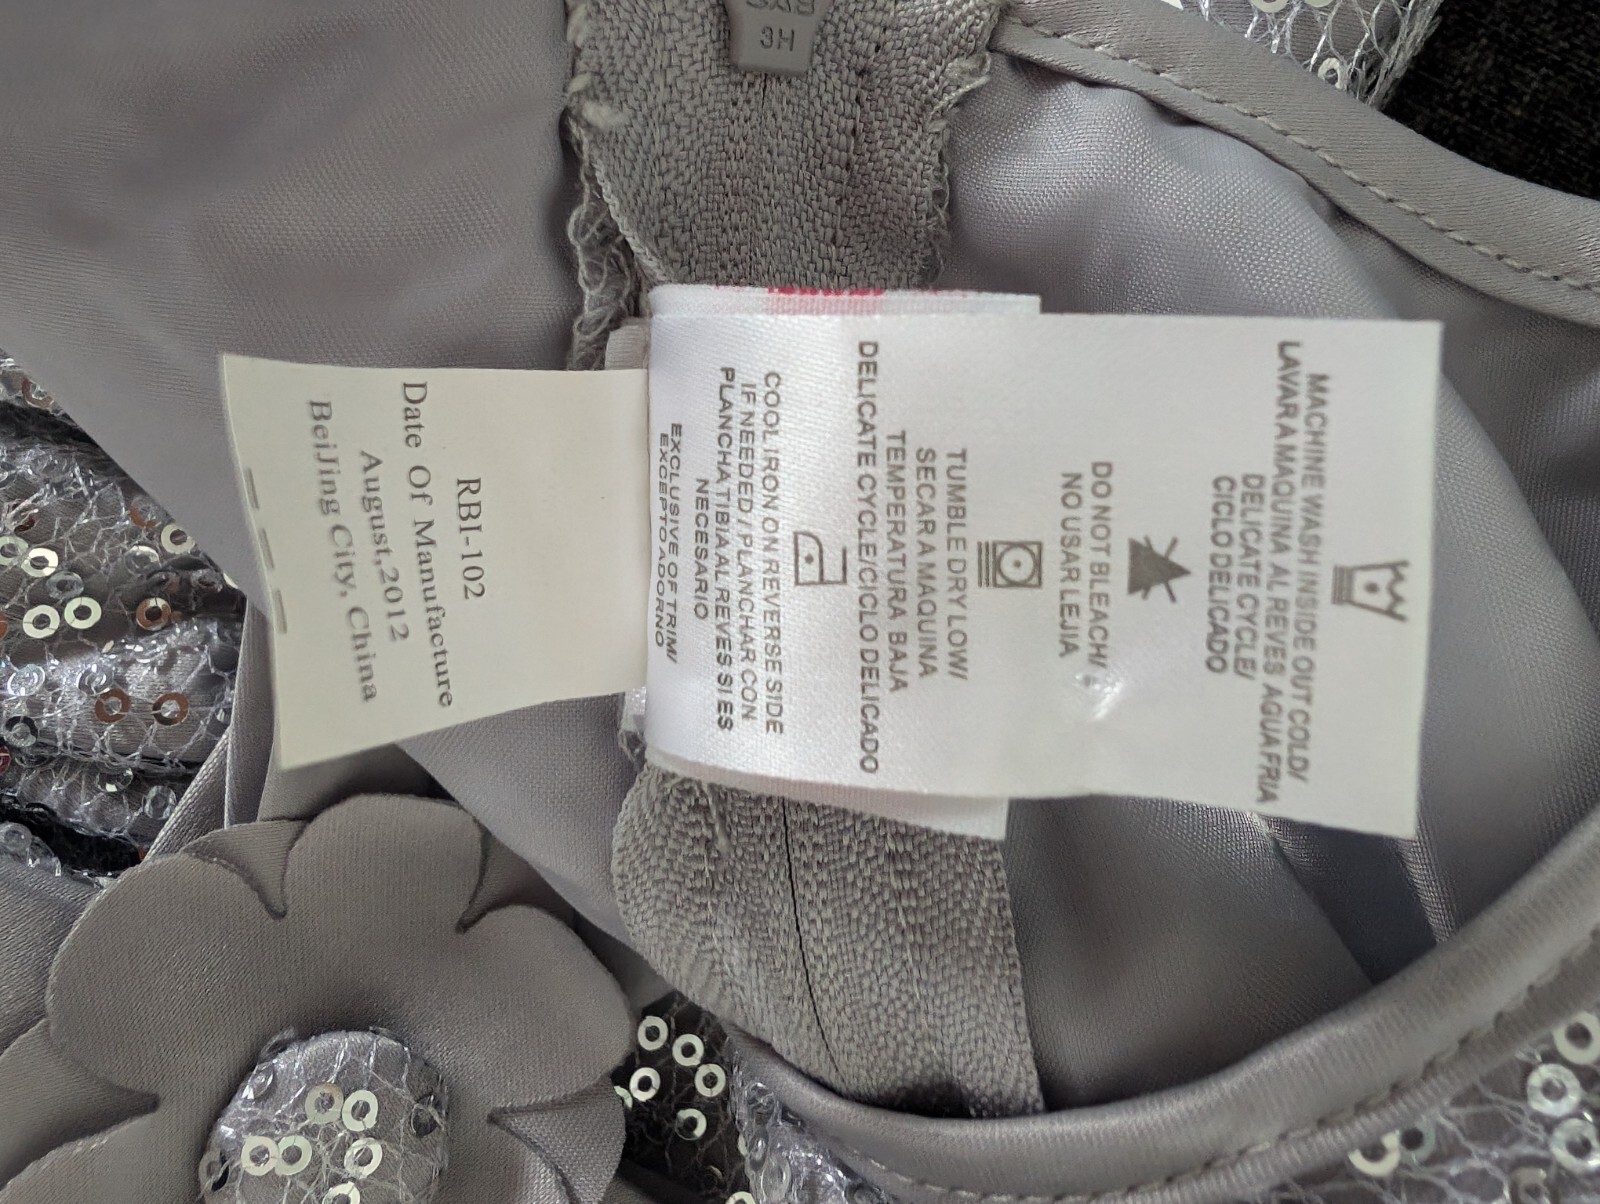 3H
RBI-102
Date Of Manufacture
August,2012
BeiJing City, China
MACHINE WASH INSIDE OUT COLD/
LAVAR A MAQUINA AL REVES AGUA FRIA
DELICATE CYCLE/
CICLO DELICADO
DO NOT BLEACH/
NO USAR LEJIA
TUMBLE DRY LOW/
SECAR A MAQUINA
TEMPERATURA BAJA
DELICATE CYCLE/CICLO DELICADO
COOL IRON ON REVERSE SIDE
IF NEEDED / PLANCHAR CON
PLANCHA TIBIA AL REVES SI ES
NECESARIO
EXCLUSIVE OF TRIM/
EXCEPTO ADORNO